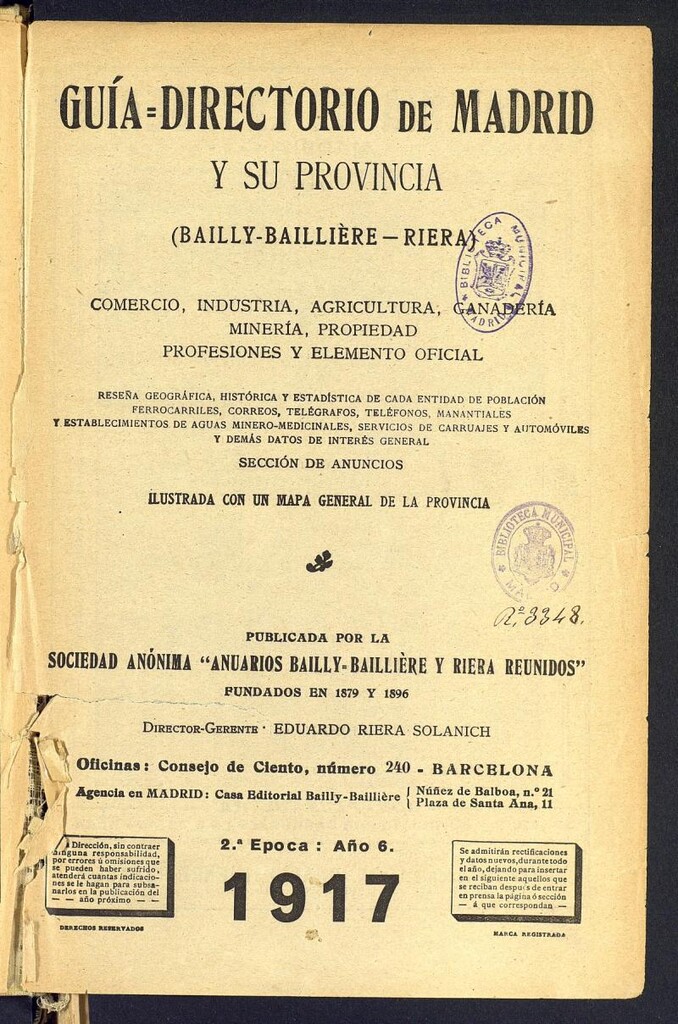 GUÍA=DIRECTORIO DE MADRID
Y SU PROVINCIA
(BAILLY-BAILLIÈRE — RIERA)
BIBLIOTECA MUNICIPAL
MADRID
COMERCIO, INDUSTRIA, AGRICULTURA, GANADERÍA
MINERÍA, PROPIEDAD
PROFESIONES Y ELEMENTO OFICIAL
RESEÑA GEOGRÁFICA, HISTÓRICA Y ESTADÍSTICA DE CADA ENTIDAD DE POBLACIÓN
FERROCARRILES, CORREOS, TELÉGRAFOS, TELÉFONOS, MANANTIALES
Y ESTABLECIMIENTOS DE AGUAS MINERO-MEDICINALES, SERVICIOS DE CARRUAJES Y AUTOMÓVILES
Y DEMÁS DATOS DE INTERÉS GENERAL
SECCIÓN DE ANUNCIOS
ILUSTRADA CON UN MAPA GENERAL DE LA PROVINCIA
BIBLIOTECA MUNICIPAL
R.º 3348.
PUBLICADA POR LA
SOCIEDAD ANÓNIMA "ANUARIOS BAILLY=BAILLIÈRE Y RIERA REUNIDOS"
FUNDADOS EN 1879 Y 1896
DIRECTOR-GERENTE: EDUARDO RIERA SOLANICH
Oficinas: Consejo de Ciento, número 240 - BARCELONA
Agencia en MADRID: Casa Editorial Bailly-Baillière { Núñez de Balboa, n.º 21
Plaza de Santa Ana, 11
2.ª Epoca : Año 6.
1917
Dirección, sin contraer
ninguna responsabilidad,
por errores ú omisiones que
se pueden haber sufrido,
atenderá cuantas indicacio-
nes se le hagan para subsa-
narlos en la publicación del
— año próximo —
DERECHOS RESERVADOS
Se admitirán rectificaciones
y datos nuevos, durante todo
el año, dejando para insertar
en el siguiente aquellos que
se reciban después de entrar
en prensa la página ó sección
— á que correspondan —
MARCA REGISTRADA